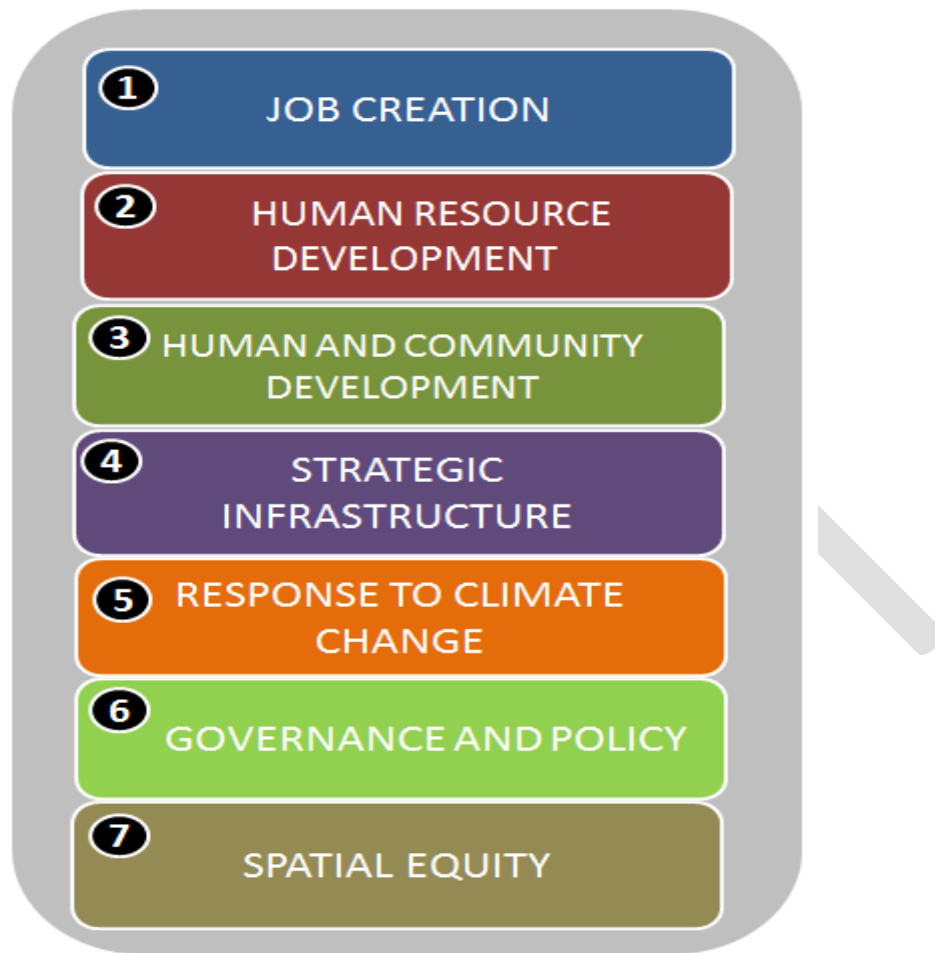 1
JOB CREATION
2
HUMAN RESOURCE
DEVELOPMENT
3
HUMAN AND COMMUNITY
DEVELOPMENT
4
STRATEGIC
INFRASTRUCTURE
5
RESPONSE TO CLIMATE
CHANGE
6
GOVERNANCE AND POLICY
7
SPATIAL EQUITY